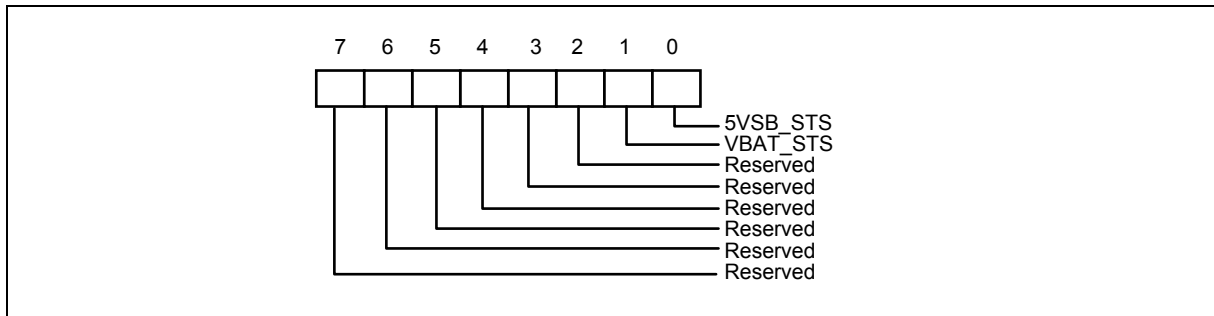 7 6 5 4 3 2 1 0
5VSB_STS
VBAT_STS
Reserved
Reserved
Reserved
Reserved
Reserved
Reserved